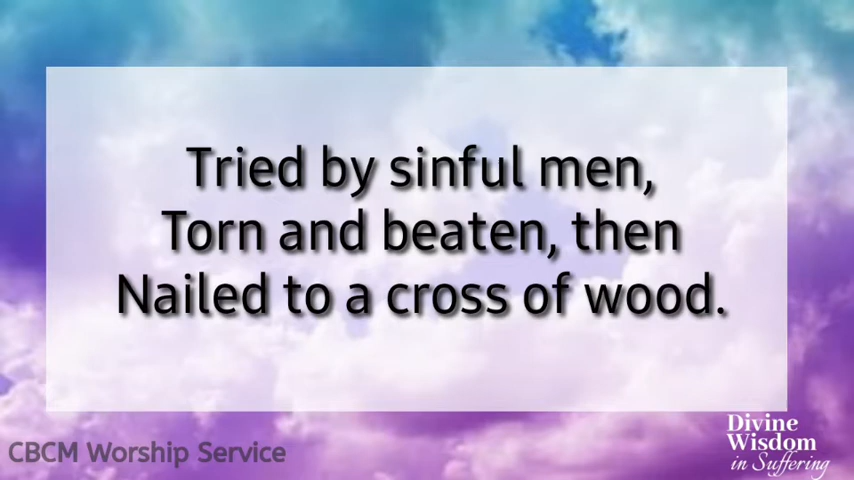 Tried by sinful men,
Torn and beaten, then
Nailed to a cross of wood.
CBCM Worship Service
Divine
Wisdom
in Suffering